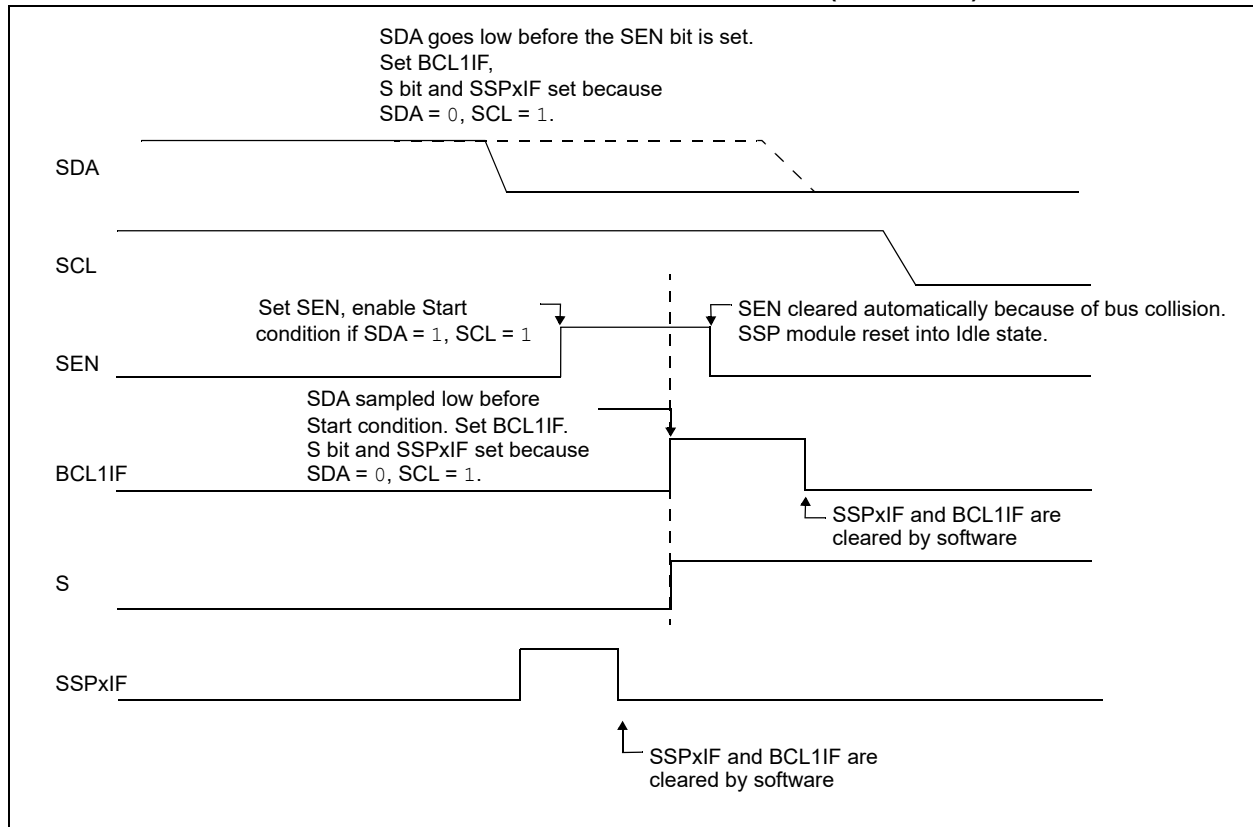 SDA goes low before the SEN bit is set.
Set BCL1IF,
S bit and SSPxIF set because
SDA = 0, SCL = 1.
SDA
SCL
Set SEN, enable Start
condition if SDA = 1, SCL = 1
SEN cleared automatically because of bus collision.
SSP module reset into Idle state.
SEN
SDA sampled low before
Start condition. Set BCL1IF.
S bit and SSPxIF set because
SDA = 0, SCL = 1.
BCL1IF
SSPxIF and BCL1IF are
cleared by software
S
SSPxIF
SSPxIF and BCL1IF are
cleared by software